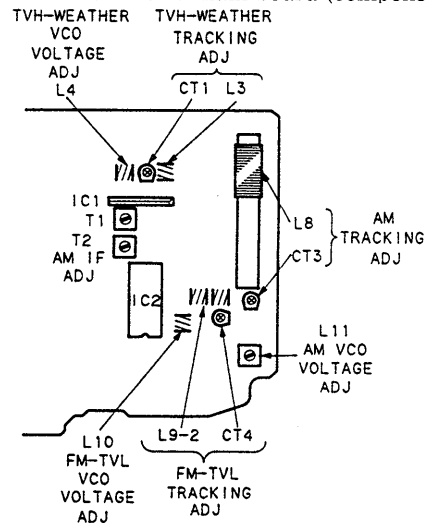 TVH-WEATHER
VCO
VOLTAGE
ADJ
L4
TVH-WEATHER
TRACKING
ADJ
CT1 L3
IC1
T1
T2
AM IF
ADJ
IC2
L8
CT3
AM
TRACKING
ADJ
L11
AM VCO
VOLTAGE
ADJ
L10
FM-TVL
VCO
VOLTAGE
ADJ
L9-2 CT4
FM-TVL
TRACKING
ADJ